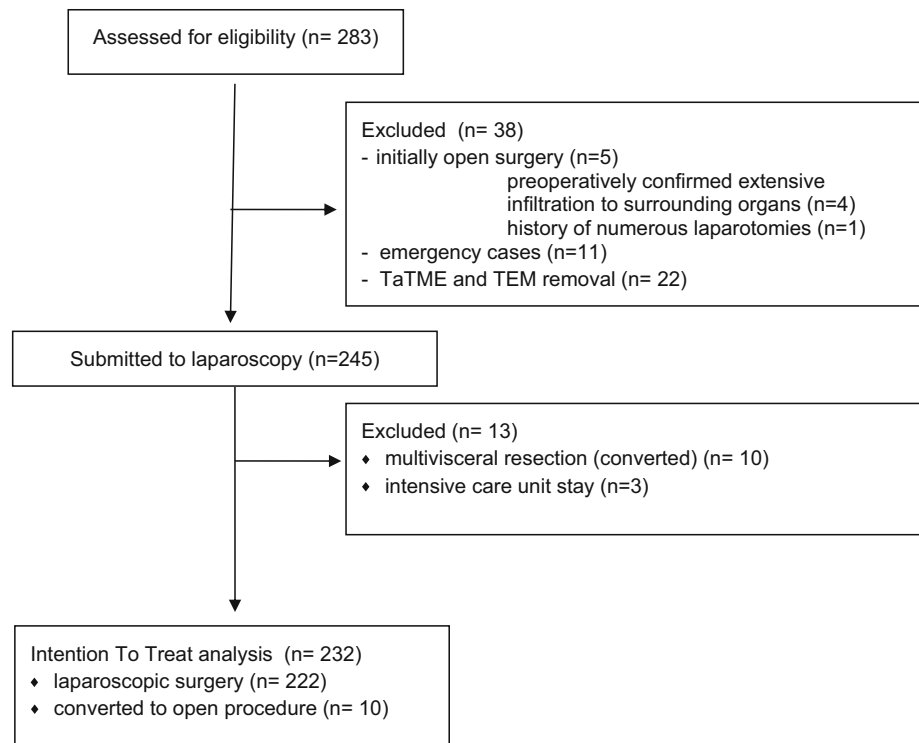 Assessed for eligibility (n= 283)
Excluded (n= 38)
- initially open surgery (n=5)
preoperatively confirmed extensive
infiltration to surrounding organs (n=4)
history of numerous laparotomies (n=1)
- emergency cases (n=11)
- TaTME and TEM removal (n= 22)
Submitted to laparoscopy (n=245)
Excluded (n= 13)
♦ multivisceral resection (converted) (n= 10)
♦ intensive care unit stay (n=3)
Intention To Treat analysis (n= 232)
♦ laparoscopic surgery (n= 222)
♦ converted to open procedure (n= 10)